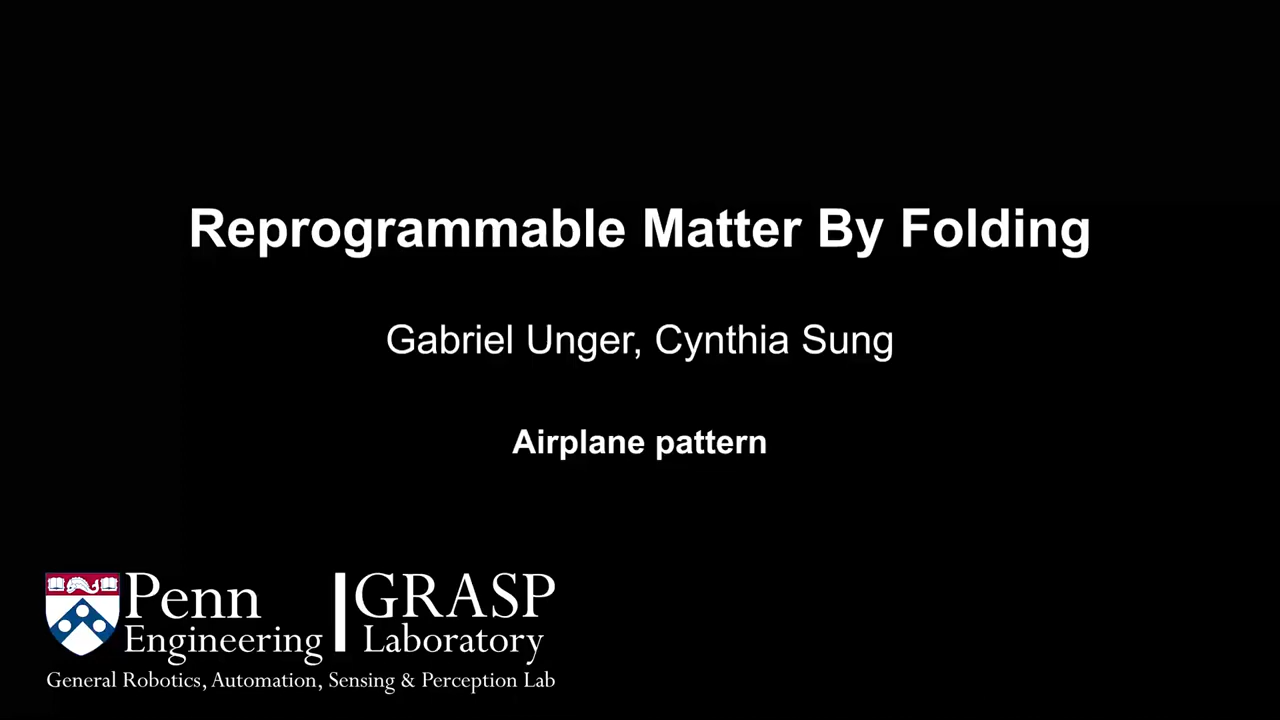 Reprogrammable Matter By Folding
Gabriel Unger, Cynthia Sung
Airplane pattern
Penn
Engineering
GRASP
Laboratory
General Robotics, Automation, Sensing & Perception Lab